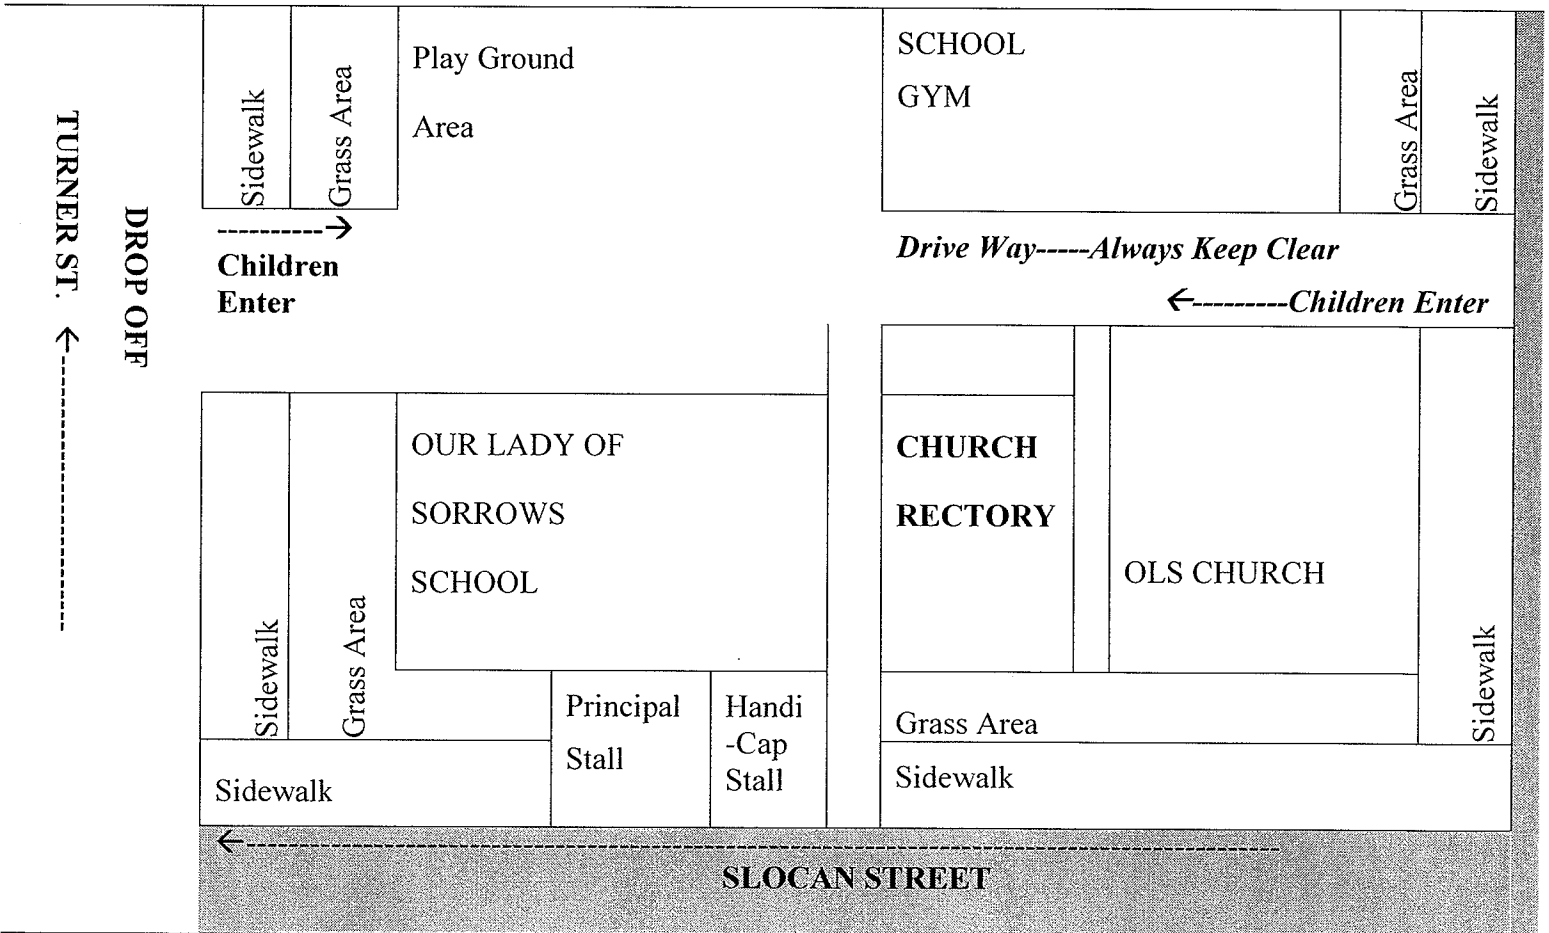 TURNER ST. <---------------------------
DROP OFF
Sidewalk
Grass Area
Play Ground
Area
SCHOOL
GYM
Grass Area
Sidewalk
---------->
Children
Enter
Drive Way-----Always Keep Clear
<---------Children Enter
Sidewalk
Grass Area
OUR LADY OF
SORROWS
SCHOOL
CHURCH
RECTORY
OLS CHURCH
Sidewalk
Principal
Stall
Handi
-Cap
Stall
Grass Area
Sidewalk
Sidewalk
SLOCAN STREET